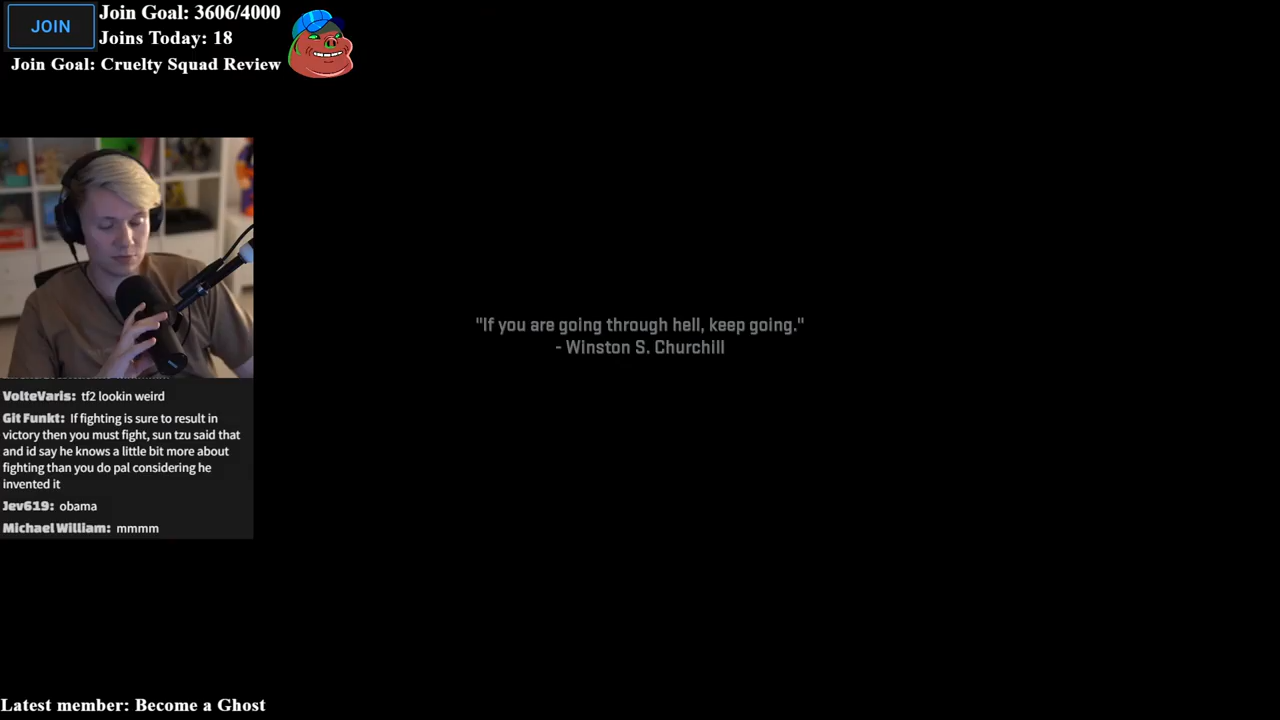 JOIN
Join Goal: 3606/4000
Joins Today: 18
Join Goal: Cruelty Squad Review
"If you are going through hell, keep going."
- Winston S. Churchill
VolteVaris: tf2 lookin weird
Git Funkt: If fighting is sure to result in
victory then you must fight, sun tzu said that
and id say he knows a little bit more about
fighting than you do pal considering he
invented it
Jev619: obama
Michael William: mmmm
Latest member: Become a Ghost